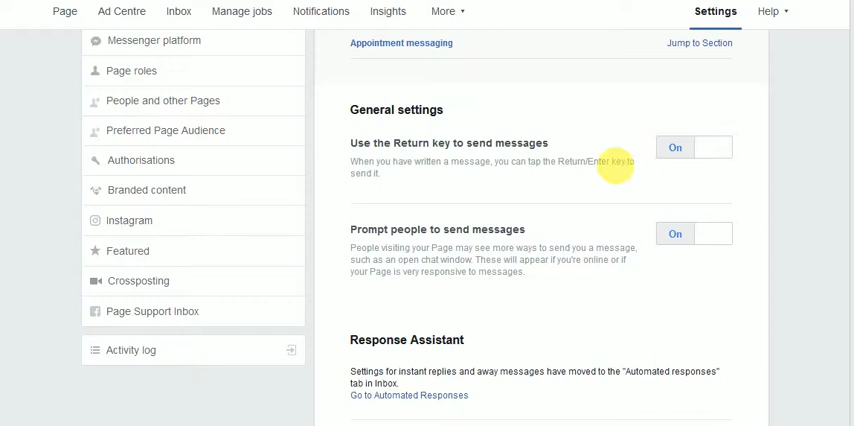 Page Ad Centre Inbox Manage jobs Notifications Insights More Settings Help
Messenger platform
Page roles
People and other Pages
Preferred Page Audience
Authorisations
Branded content
Instagram
Featured
Crossposting
Page Support Inbox
Activity log
Appointment messaging Jump to Section
General settings
Use the Return key to send messages On
When you have written a message, you can tap the Return/Enter key to
send it.
Prompt people to send messages On
People visiting your Page may see more ways to send you a message,
such as an open chat window. These will appear if you're online or if
your Page is very responsive to messages.
Response Assistant
Settings for instant replies and away messages have moved to the "Automated responses"
tab in Inbox.
Go to Automated Responses